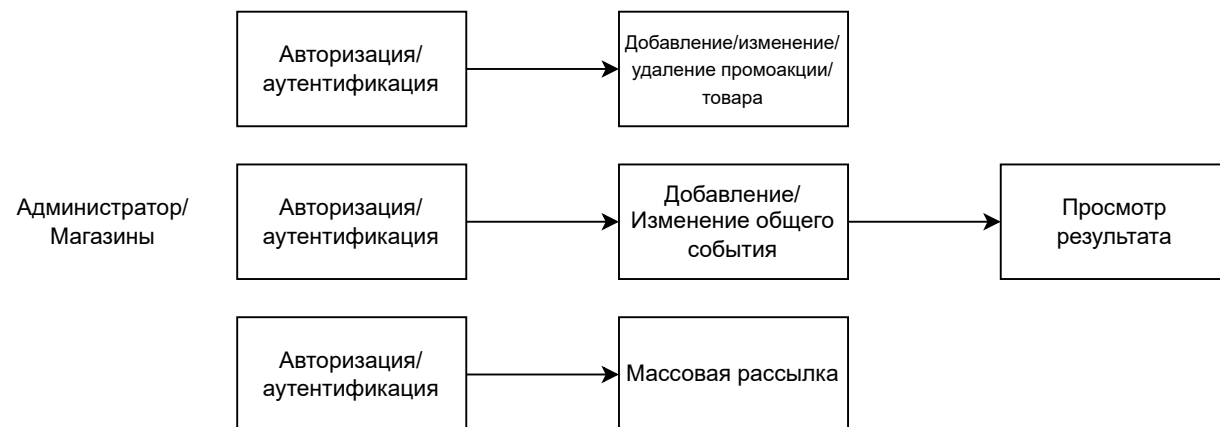 Авторизация/
аутентификация
Добавление/изменение/
удаление промоакции/
товара
Администратор/
Магазины
Авторизация/
аутентификация
Добавление/
Изменение общего
события
Просмотр
результата
Авторизация/
аутентификация
Массовая рассылка